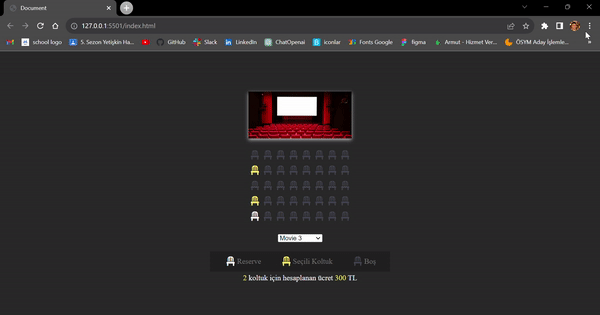 Document
127.0.0.1:5501/index.html
school logo
5. Sezon Yetişkin Ha...
GitHub
Slack
LinkedIn
ChatOpenai
iconlar
Fonts Google
figma
Armut - Hizmet Ver...
ÖSYM Aday İşlemle...
Movie 3
Reserve
Seçili Koltuk
Boş
2 koltuk için hesaplanan ücret 300 TL